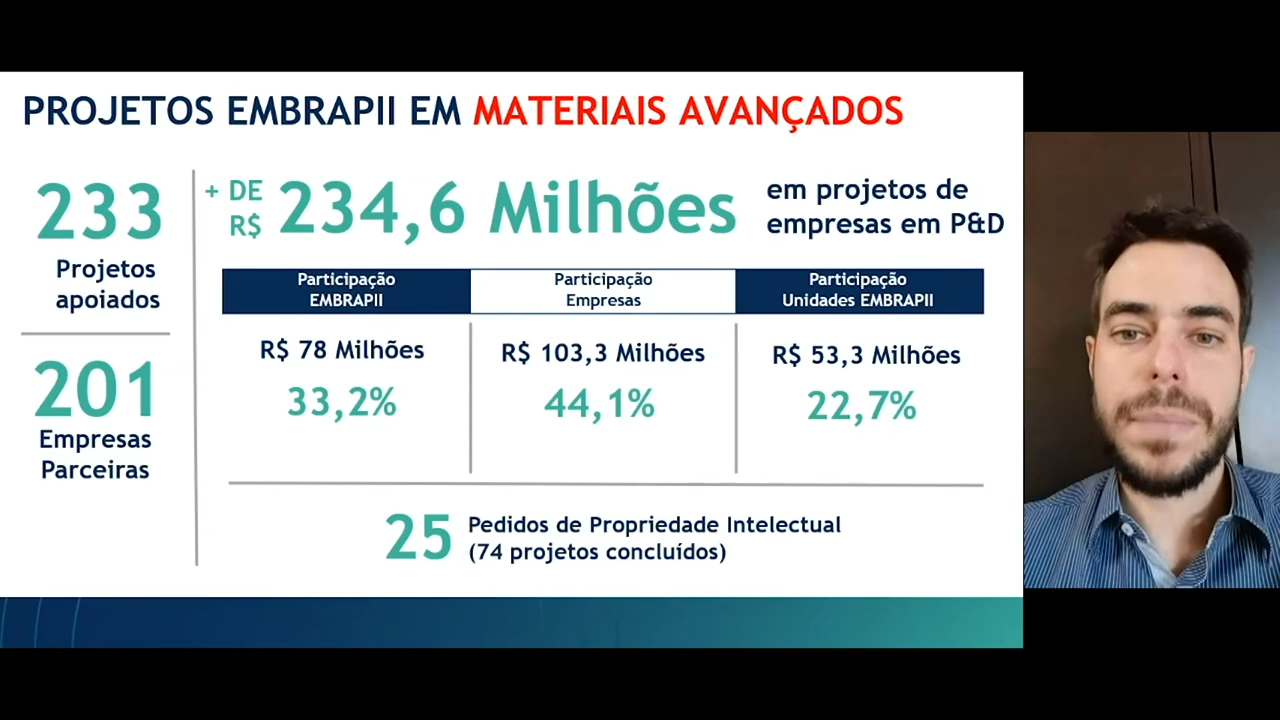 PROJETOS EMBRAPII EM MATERIAIS AVANÇADOS
233
Projetos
apoiados
201
Empresas
Parceiras
+ DE
R$ 234,6 Milhões
em projetos de
empresas em P&D
Participação
EMBRAPII
Participação
Empresas
Participação
Unidades EMBRAPII
R$ 78 Milhões
33,2%
R$ 103,3 Milhões
44,1%
R$ 53,3 Milhões
22,7%
25
Pedidos de Propriedade Intelectual
(74 projetos concluídos)